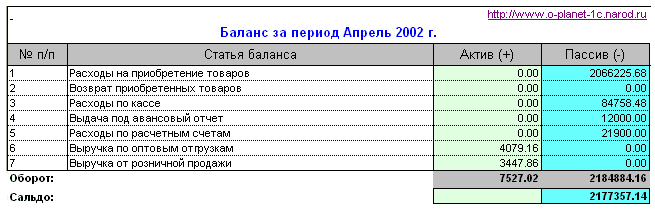 http://www.o-planet-1c.narod.ru
Баланс за период Апрель 2002 г.
№ п/п Статья баланса Актив (+) Пассив (-)
1 Расходы на приобретение товаров 0.00 2066225.68
2 Возврат приобретенных товаров 0.00 0.00
3 Расходы по кассе 0.00 84758.48
4 Выдача под авансовый отчет 0.00 12000.00
5 Расходы по расчетным счетам 0.00 21900.00
6 Выручка по оптовым отгрузкам 4079.16 0.00
7 Выручка от розничной продажи 3447.86 0.00
Оборот: 7527.02 2184884.16
Сальдо: 2177357.14